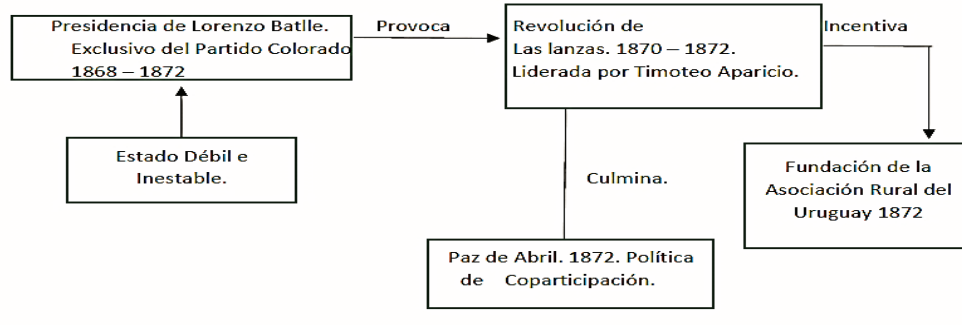 Presidencia de Lorenzo Batlle.
Exclusivo del Partido Colorado
1868 – 1872
Provoca
Revolución de
Las lanzas. 1870 – 1872.
Liderada por Timoteo Aparicio.
Incentiva
Estado Débil e
Inestable.
Culmina.
Fundación de la
Asociación Rural del
Uruguay 1872
Paz de Abril. 1872. Política
de Coparticipación.